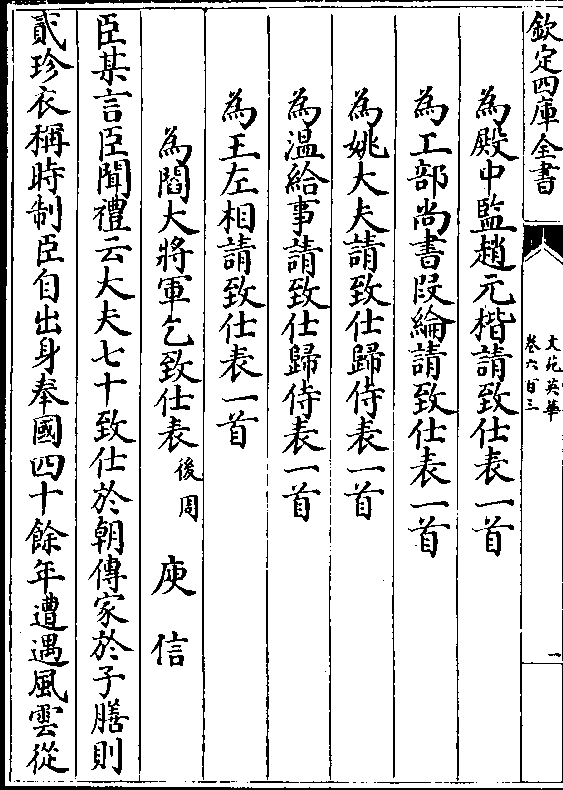 欽定四庫全書
文苑英華
卷六百三
一
為殿中監趙元楷請致仕表一首
為工部尚書段綸請致仕表一首
為姚大夫請致仕歸侍表一首
為溫給事請致仕歸侍表一首
為王左相請致仕表一首
為閻大將軍乞致仕表後周 庾信
臣某言臣聞禮云大夫七十致仕於朝傳家於子膳則
貳珍衣稱時制臣自出身奉國四十餘年遭遇風雲從